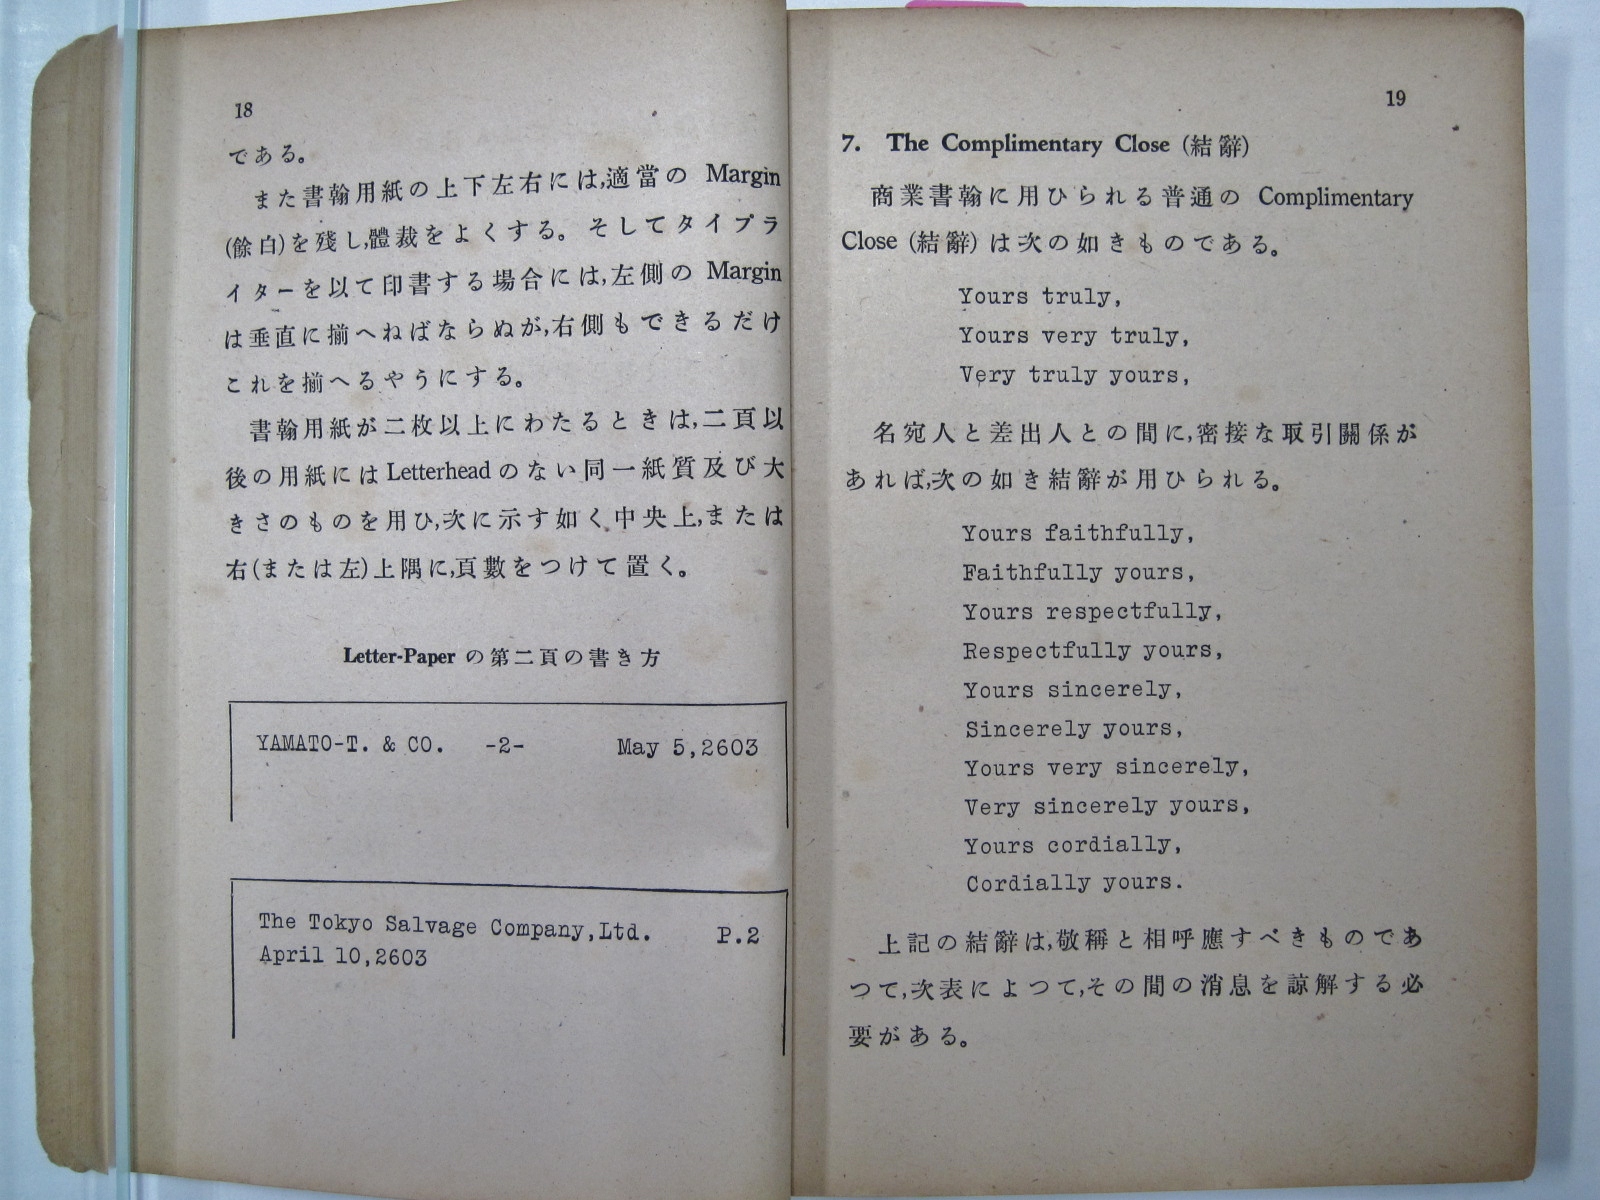 18
である。
また書翰用紙の上下左右には,適當の Margin
(餘白)を殘し,體裁をよくする。そしてタイプラ
イターを以て印書する場合には,左側の Margin
は垂直に揃へねばならぬが,右側もできるだけ
これを揃へるやうにする。
書翰用紙が二枚以上にわたるときは,二頁以
後の用紙には Letterhead のない同一紙質及び大
きさのものを用ひ,次に示す如く中央上,または
右(または左)上隅に,頁數をつけて置く。
Letter-Paper の第二頁の書き方
YAMATO-T. & CO. -2- May 5,2603
The Tokyo Salvage Company,Ltd. P.2
April 10,2603
19
7. The Complimentary Close (結辭)
商業書翰に用ひられる普通の Complimentary
Close (結辭) は次の如きものである。
Yours truly,
Yours very truly,
Very truly yours,
名宛人と差出人との間に,密接な取引關係が
あれば,次の如き結辭が用ひられる。
Yours faithfully,
Faithfully yours,
Yours respectfully,
Respectfully yours,
Yours sincerely,
Sincerely yours,
Yours very sincerely,
Very sincerely yours,
Yours cordially,
Cordially yours.
上記の結辭は,敬稱と相呼應すべきものであ
つて,次表によつて,その間の消息を諒解する必
要がある。